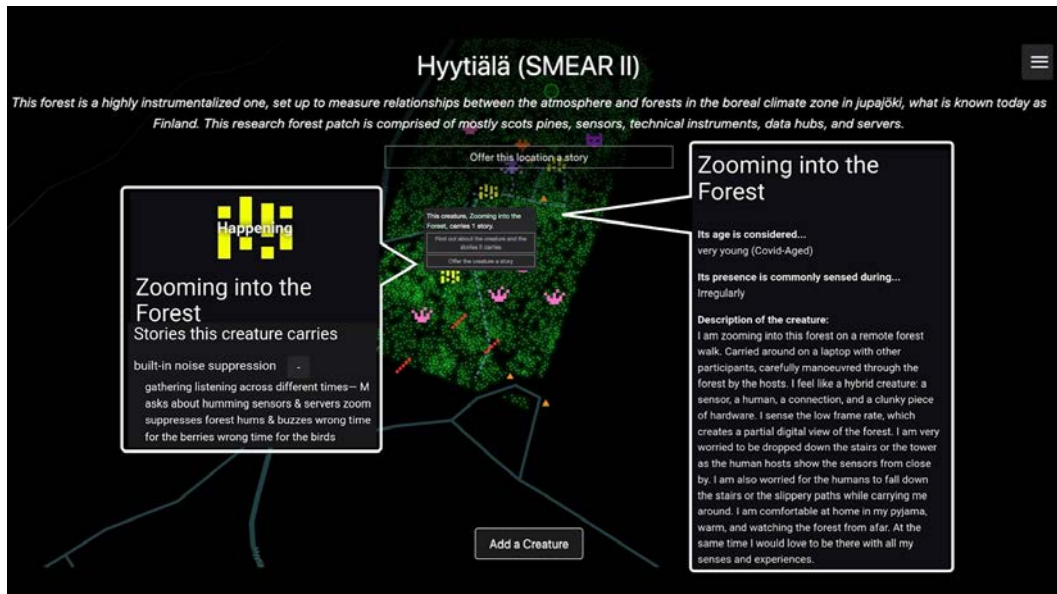 Hyytiälä (SMEAR II)
This forest is a highly instrumentalized one, set up to measure relationships between the atmosphere and forests in the boreal climate zone in jupajöki, what is known today as
Finland. This research forest patch is comprised of mostly scots pines, sensors, technical instruments, data hubs, and servers.
Offer this location a story
Happening
Zooming into the
Forest
Stories this creature carries
built-in noise suppression -
gathering listening across different times— M
asks about humming sensors & servers zoom
suppresses forest hums & buzzes wrong time
for the berries wrong time for the birds
This creature, Zooming into the
Forest, carries 1 story.
Find out about the creature and the
stories it carries
Offer the creature a story
Zooming into the
Forest
Its age is considered...
very young (Covid-Aged)
Its presence is commonly sensed during...
Irregularly
Description of the creature:
I am zooming into this forest on a remote forest
walk. Carried around on a laptop with other
participants, carefully manoeuvred through the
forest by the hosts. I feel like a hybrid creature: a
sensor, a human, a connection, and a clunky piece
of hardware. I sense the low frame rate, which
creates a partial digital view of the forest. I am very
worried to be dropped down the stairs or the tower
as the human hosts show the sensors from close
by. I am also worried for the humans to fall down
the stairs or the slippery paths while carrying me
around. I am comfortable at home in my pyjama,
warm, and watching the forest from afar. At the
same time I would love to be there with all my
senses and experiences.
Add a Creature